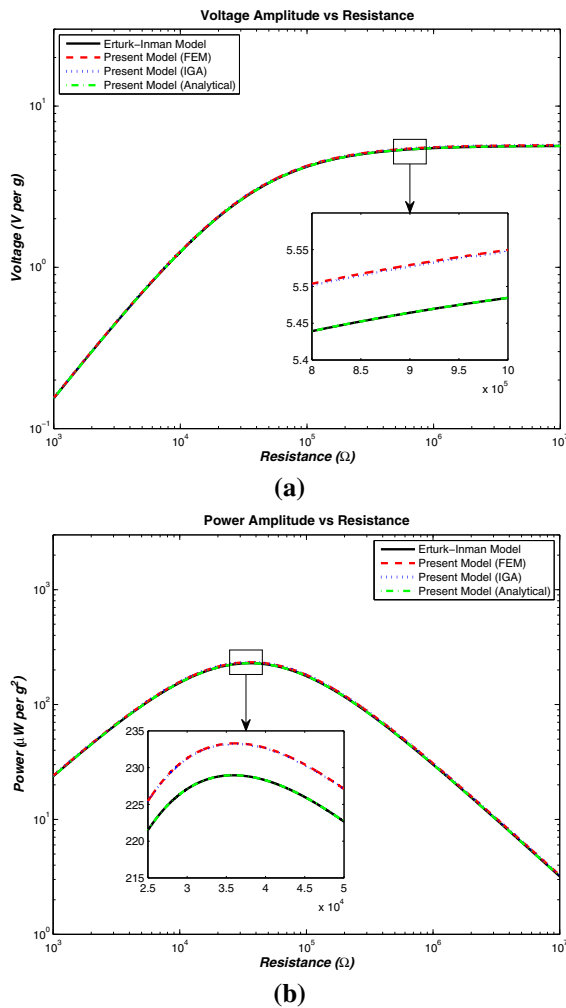 Voltage Amplitude vs Resistance
Erturk−Inman Model
Present Model (FEM)
Present Model (IGA)
Present Model (Analytical)
Voltage (V per g)
10^1
10^0
10^−1
5.55
5.5
5.45
5.4
8 8.5 9 9.5 10
x 10^5
10^3 10^4 10^5 10^6 10^7
Resistance (Ω)
(a)
Power Amplitude vs Resistance
Erturk−Inman Model
Present Model (FEM)
Present Model (IGA)
Present Model (Analytical)
Power (μW per g^2)
10^3
10^2
10^1
10^0
235
230
225
220
215
2.5 3 3.5 4 4.5 5
x 10^4
10^3 10^4 10^5 10^6 10^7
Resistance (Ω)
(b)